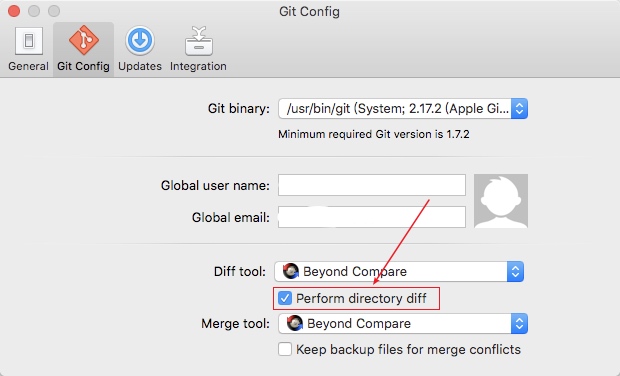 Git Config
General
Git Config
Updates
Integration
Git binary:
/usr/bin/git (System; 2.17.2 (Apple Gi...
Minimum required Git version is 1.7.2
Global user name:
Global email:
Diff tool:
Beyond Compare
Perform directory diff
Merge tool:
Beyond Compare
Keep backup files for merge conflicts